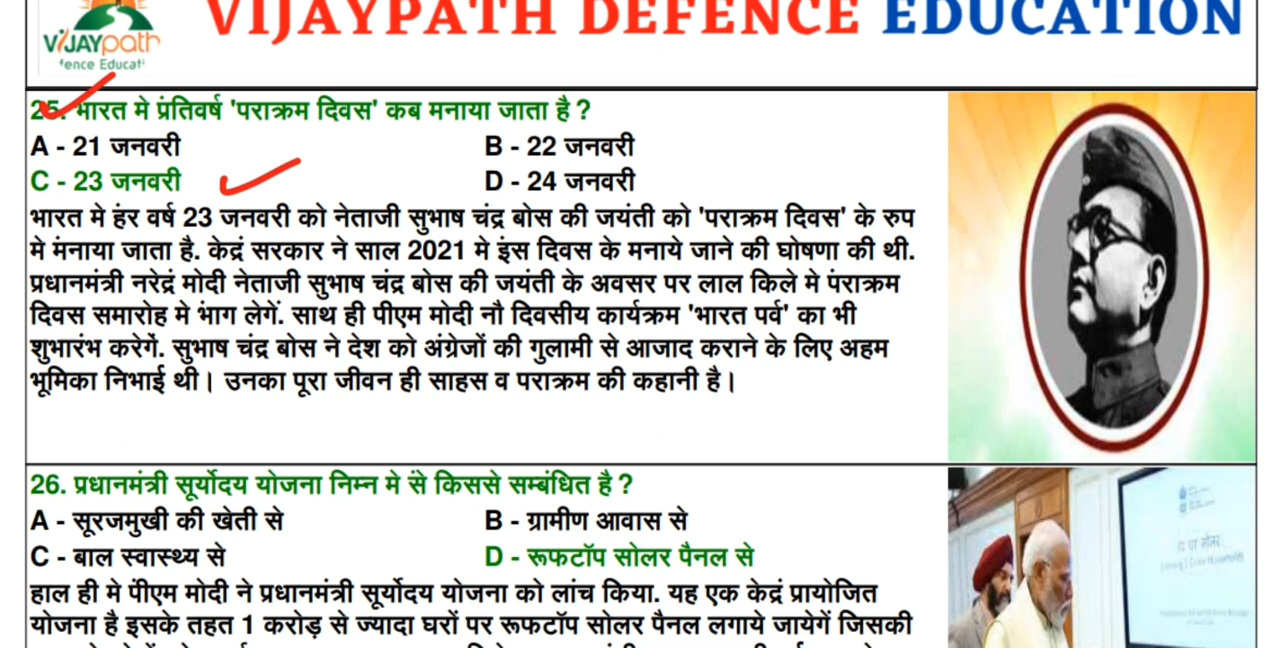 VIJAYPATH DEFENCE EDUCATION
VIJAYpath
fence Educati
25. भारत मे प्रंतिवर्ष 'पराक्रम दिवस' कब मनाया जाता है ?
A - 21 जनवरी
B - 22 जनवरी
C - 23 जनवरी
D - 24 जनवरी
भारत मे हंर वर्ष 23 जनवरी को नेताजी सुभाष चंद्र बोस की जयंती को 'पराक्रम दिवस' के रुप
मे मंनाया जाता है. केद्रं सरकार ने साल 2021 मे इंस दिवस के मनाये जाने की घोषणा की थी.
प्रधानमंत्री नरेद्रं मोदी नेताजी सुभाष चंद्र बोस की जयंती के अवसर पर लाल किले मे पंराक्रम
दिवस समारोह मे भंाग लेगें. साथ ही पीएम मोदी नौ दिवसीय कार्यक्रम 'भारत पर्व' का भी
शुभारंभ करेगें. सुभाष चंद्र बोस ने देश को अंग्रेजों की गुलामी से आजाद कराने के लिए अहम
भूमिका निभाई थी। उनका पूरा जीवन ही साहस व पराक्रम की कहानी है।
26. प्रधानमंत्री सूर्योदय योजना निम्न मे सें किससे सम्बंधित है ?
A - सूरजमुखी की खेती से
B - ग्रामीण आवास से
C - बाल स्वास्थ्य से
D - रूफटॉप सोलर पैनल से
हाल ही मे पींएम मोदी ने प्रधानमंत्री सूर्योदय योजना को लांच किया. यह एक केद्रं प्रायोजित
योजना है इसके तहत 1 करोड़ से ज्यादा घरों पर रूफटॉप सोलर पैनल लगाये जायेगें जिसकी